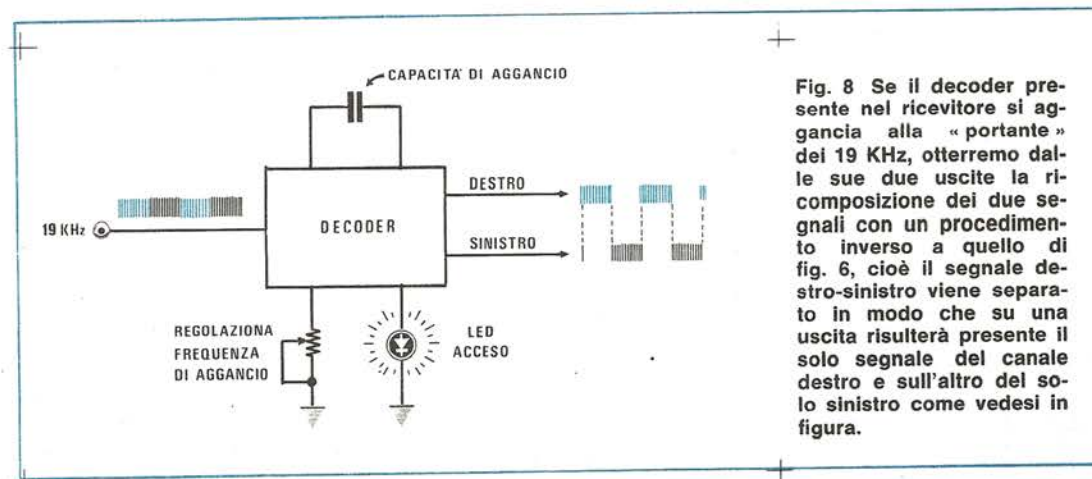 CAPACITÀ DI AGGANCIO
19 KHz
DECODER
DESTRO
SINISTRO
REGOLAZIONA
FREQUENZA
DI AGGANCIO
LED
ACCESO
Fig. 8 Se il decoder pre-
sente nel ricevitore si ag-
gancia alla « portante »
dei 19 KHz, otterremo dal-
le sue due uscite la ri-
composizione dei due se-
gnali con un procedimen-
to inverso a quello di
fig. 6, cioè il segnale de-
stro-sinistro viene separa-
to in modo che su una
uscita risulterà presente il
solo segnale del canale
destro e sull'altro del so-
lo sinistro come vedesi in
figura.